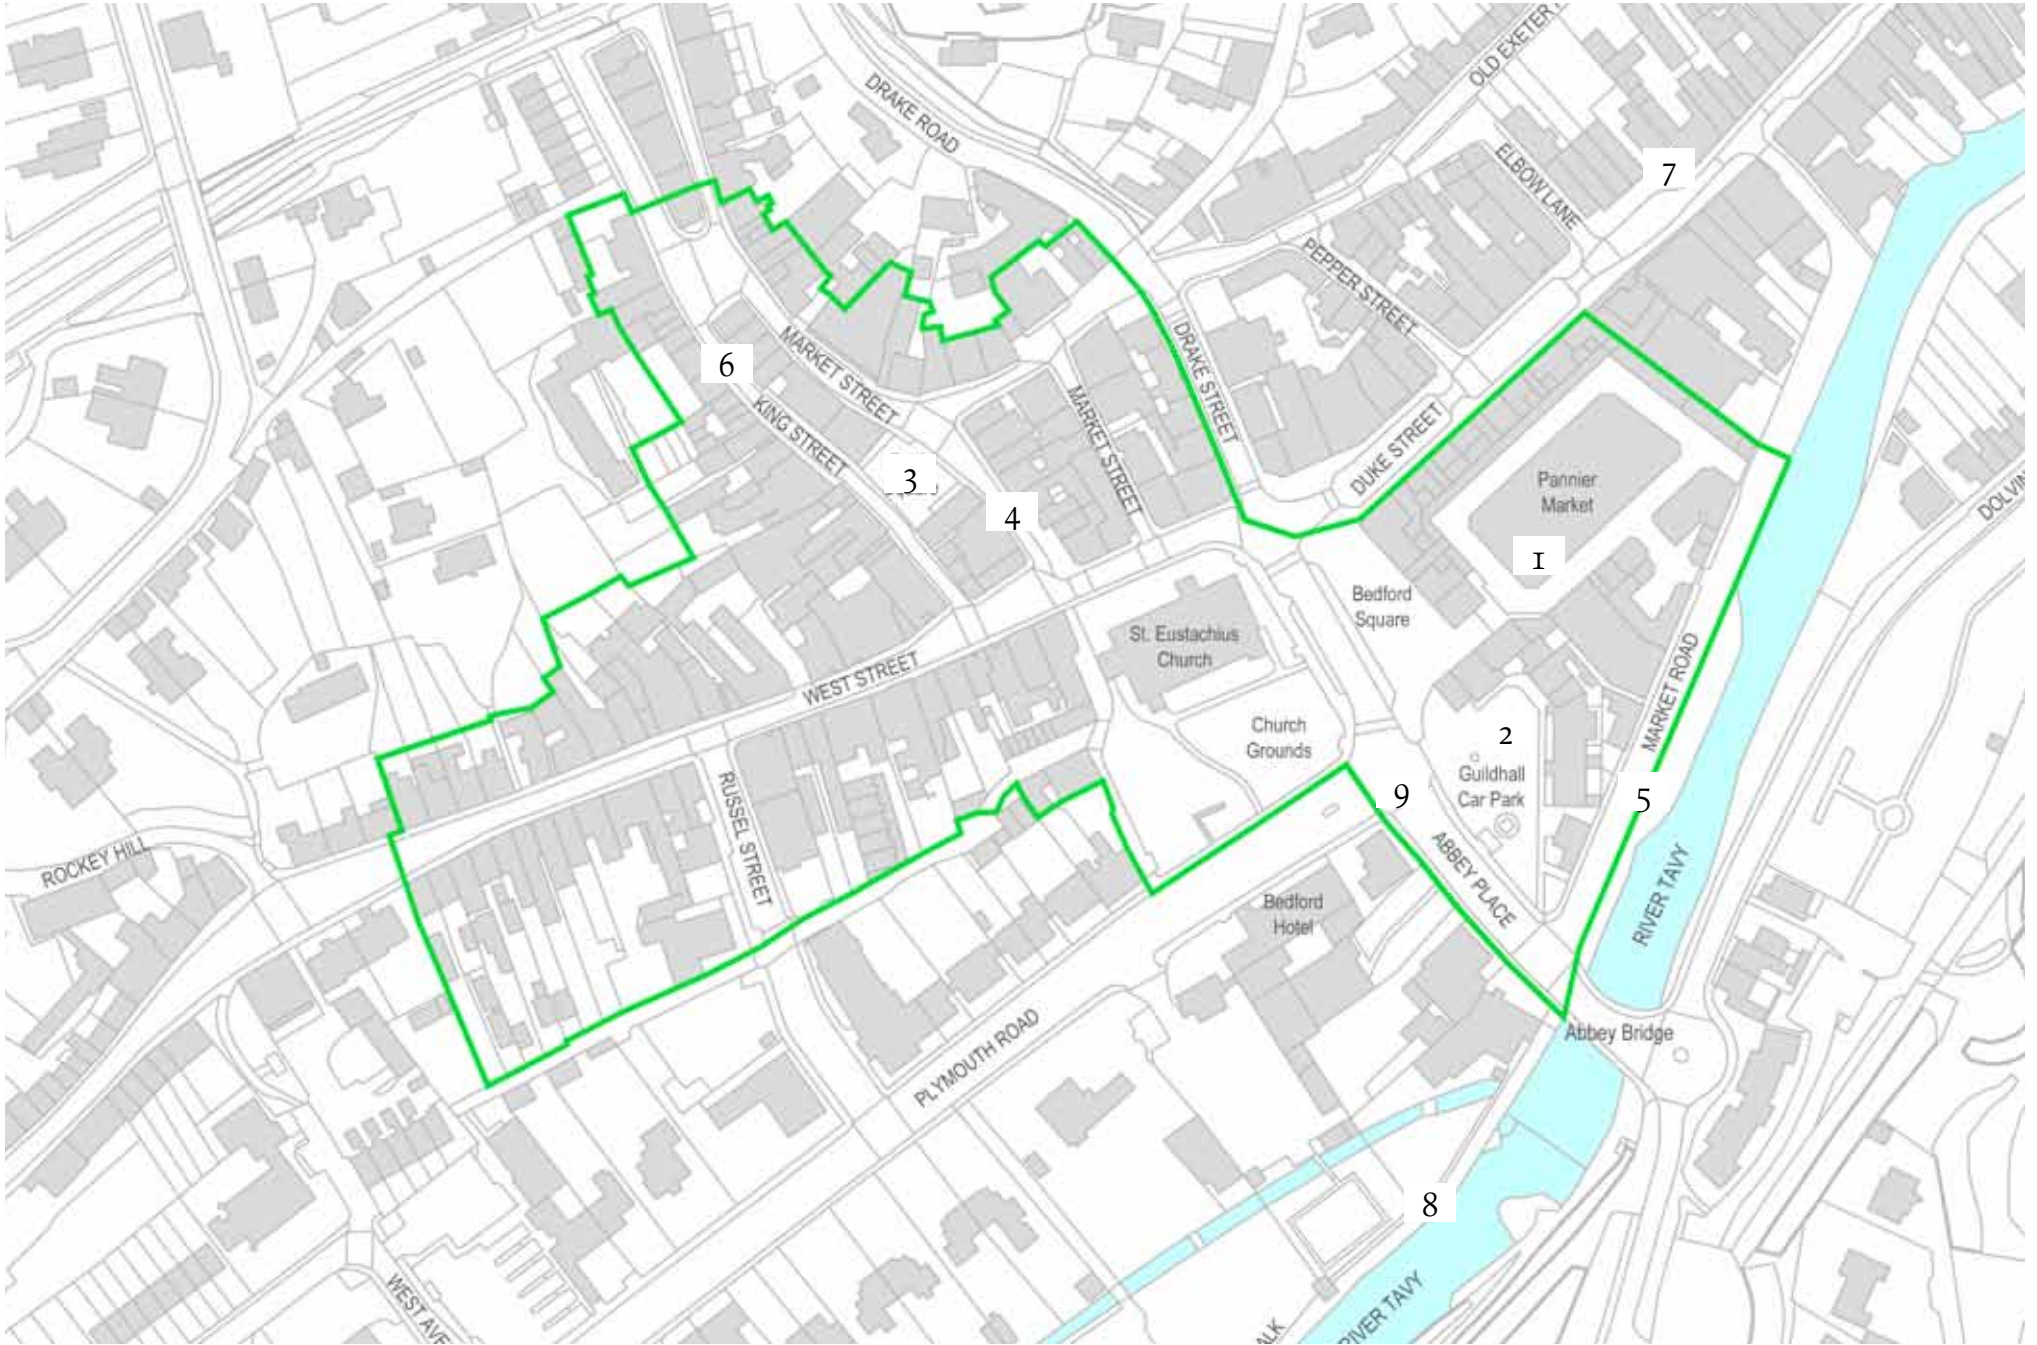 OLD EXETER
DRAKE ROAD
ELBOW LANE
7
PEPPER STREET
DRAKE STREET
MARKET STREET
6
KING STREET
MARKET STREET
DUKE STREET
3
4
Pannier
Market
1
DOLVIN
Bedford
Square
St. Eustachius
Church
WEST STREET
MARKET ROAD
Church
Grounds
2
Guildhall
Car Park
9
5
RUSSEL STREET
ROCKEY HILL
ABBEY PLACE
RIVER TAVY
Bedford
Hotel
Abbey Bridge
PLYMOUTH ROAD
8
WEST AVE
RIVER TAVY